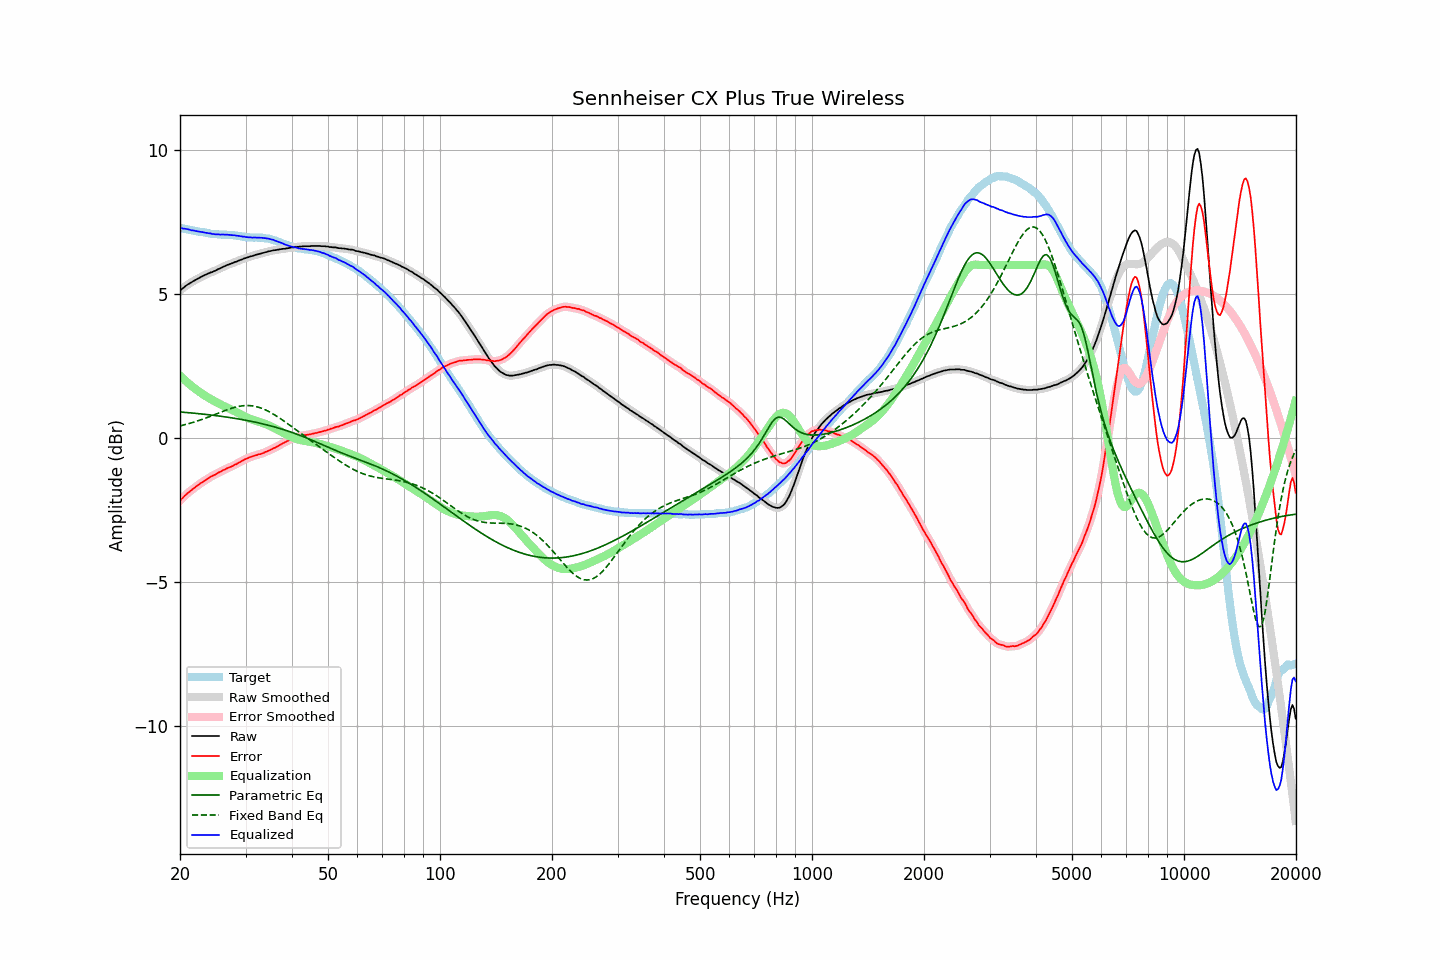 Sennheiser CX Plus True Wireless
10
5
0
−5
−10
Amplitude (dBr)
Target
Raw Smoothed
Error Smoothed
Raw
Error
Equalization
Parametric Eq
Fixed Band Eq
Equalized
20 50 100 200 500 1000 2000 5000 10000 20000
Frequency (Hz)